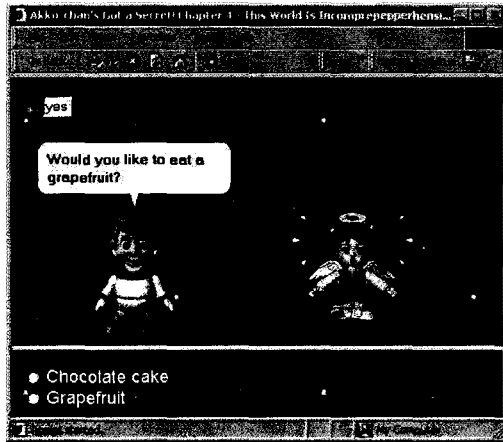 Akko-chan's Got a Secret! Chapter 1 - This World is Incomprepepperhensi...
yes
Would you like to eat a
grapefruit?
Chocolate cake
Grapefruit